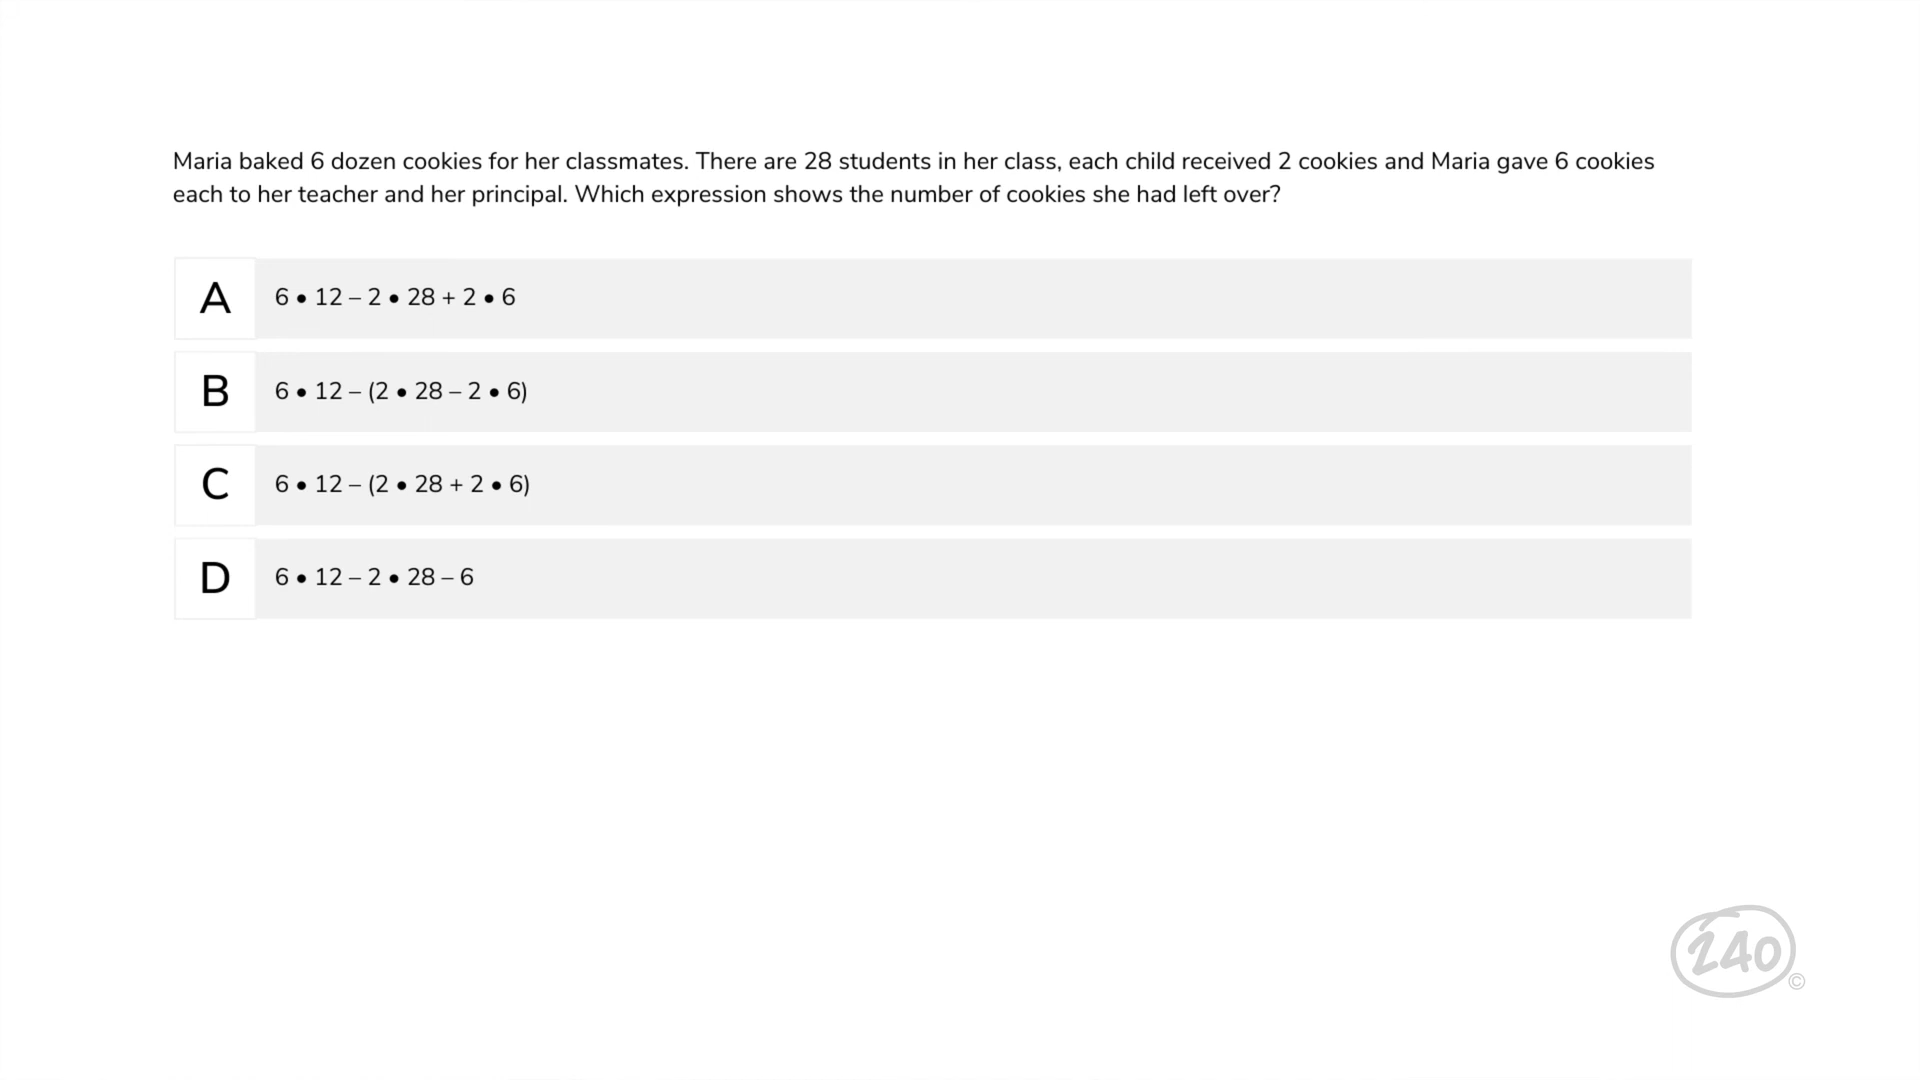 Maria baked 6 dozen cookies for her classmates. There are 28 students in her class, each child received 2 cookies and Maria gave 6 cookies
each to her teacher and her principal. Which expression shows the number of cookies she had left over?
A 6 • 12 – 2 • 28 + 2 • 6
B 6 • 12 – (2 • 28 – 2 • 6)
C 6 • 12 – (2 • 28 + 2 • 6)
D 6 • 12 – 2 • 28 – 6
240 ©